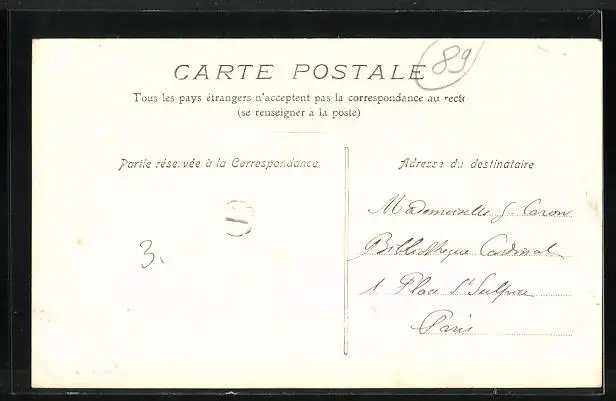 CARTE POSTALE
89
Tous les pays étrangers n'acceptent pas la correspondance au recto
(se renseigner à la poste)
Partie réservée à la Correspondance
3.
Adresse du destinataire
Mademoiselle G. Caron
Bibliothèque Cardinal
1 Place St Sulpice
Paris